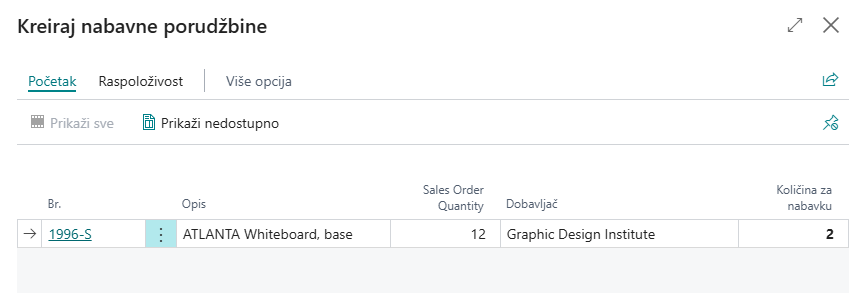 Kreiraj nabavne porudžbine
Početak Raspoloživost Više opcija
Prikaži sve Prikaži nedostupno
Br. Opis Sales Order Quantity Dobavljač Količina za nabavku
1996-S ATLANTA Whiteboard, base 12 Graphic Design Institute 2